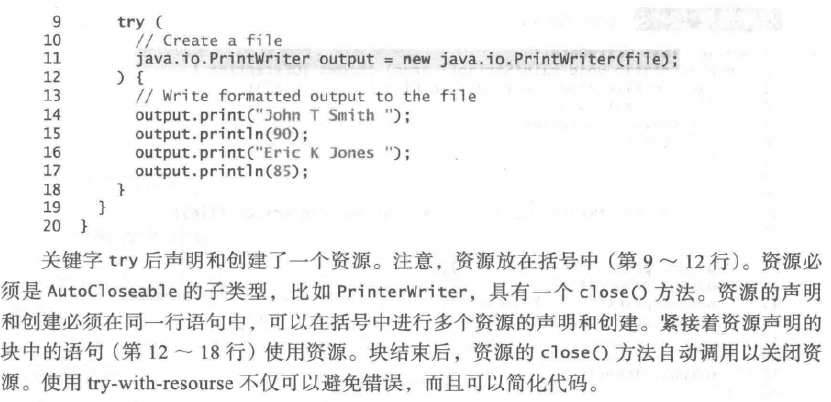 9 try (
10 // Create a file
11 java.io.PrintWriter output = new java.io.PrintWriter(file);
12 ) {
13 // Write formatted output to the file
14 output.print("John T Smith ");
15 output.println(90);
16 output.print("Eric K Jones ");
17 output.println(85);
18 }
19 }
20 }
关键字 try 后声明和创建了一个资源。注意，资源放在括号中（第 9 ～ 12 行）。资源必
须是 AutoCloseable 的子类型，比如 PrinterWriter，具有一个 close() 方法。资源的声明
和创建必须在同一行语句中，可以在括号中进行多个资源的声明和创建。紧接着资源声明的
块中的语句（第 12 ～ 18 行）使用资源。块结束后，资源的 close() 方法自动调用以关闭资
源。使用 try-with-resourse 不仅可以避免错误，而且可以简化代码。